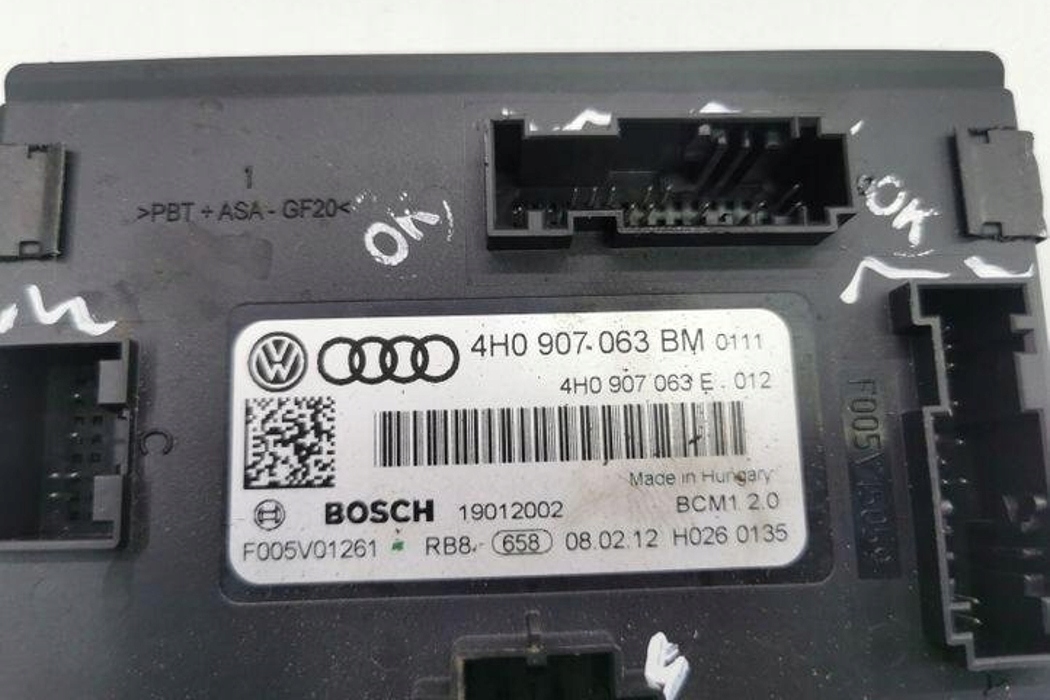 1
>PBT + ASA - GF20<
OK
OK
4H0 907 063 BM 0111
4H0 907 063 E 012
Made in Hungary
BOSCH 19012002 BCM1 2.0
F005V01261 RB8 - 658 08.02.12 H026 0135
C